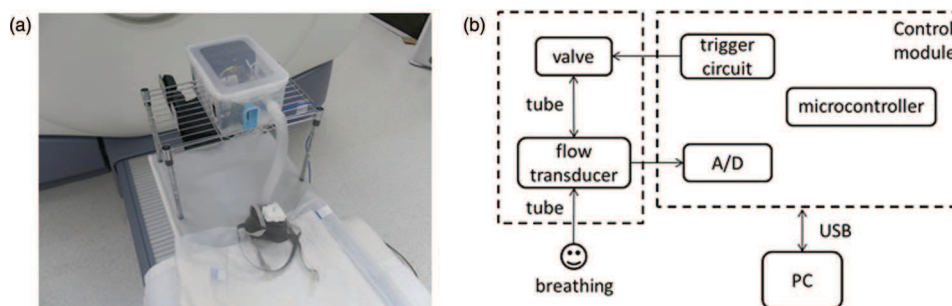 (a)
(b)
Control
module
valve
trigger
circuit
tube
microcontroller
flow
transducer
A/D
tube
USB
breathing
PC